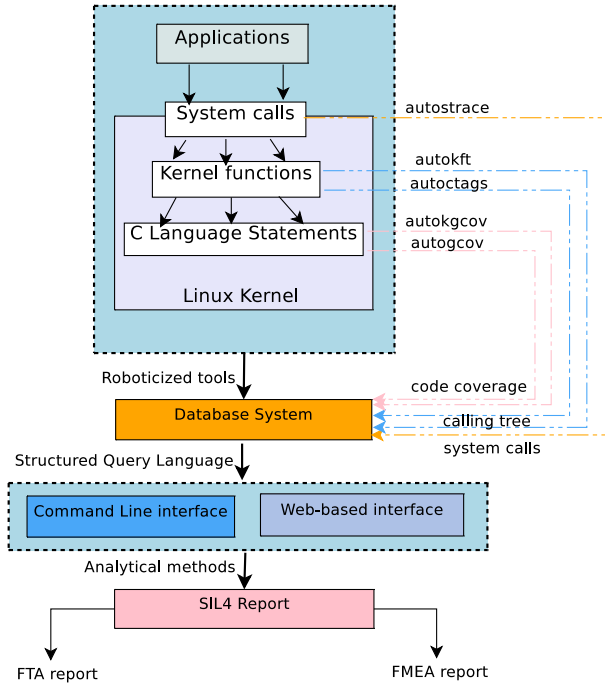 Applications
System calls
autostrace
Kernel functions
autokft
autoctags
C Language Statements
autokgcov
autogcov
Linux Kernel
Roboticized tools
code coverage
Database System
calling tree
system calls
Structured Query Language
Command Line interface
Web-based interface
Analytical methods
SIL4 Report
FTA report
FMEA report